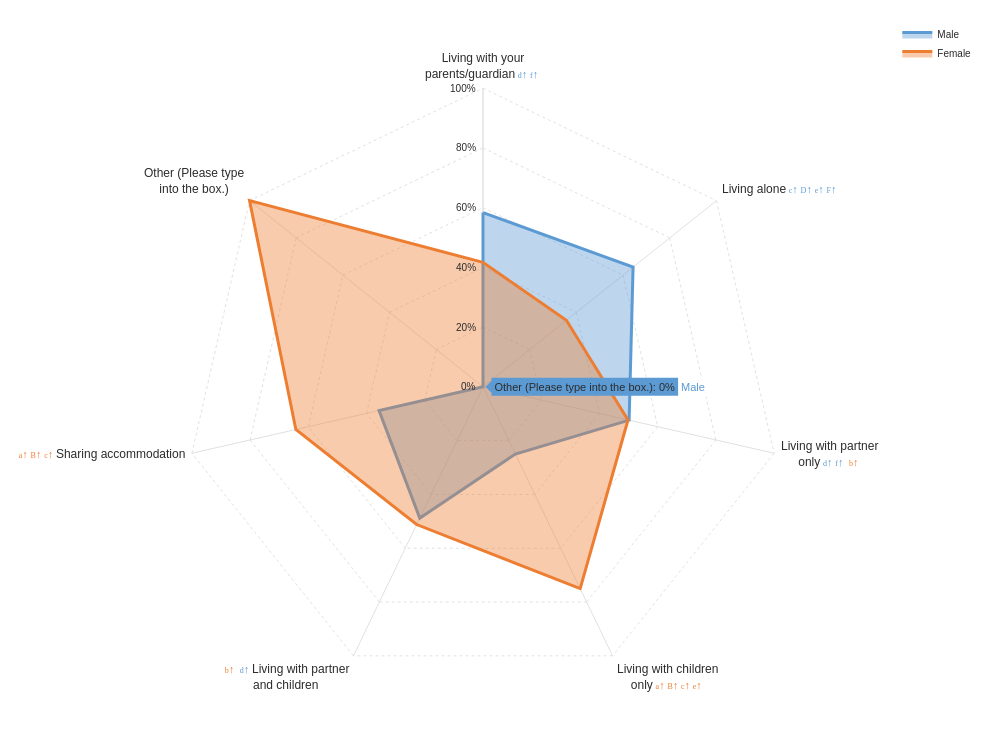 Male
Female
Living with your
parents/guardian d↑ f↑
100%
80%
60%
40%
20%
0%
Other (Please type
into the box.)
Living alone c↑ D↑ e↑ F↑
Other (Please type into the box.): 0% Male
Living with partner
only d↑ f↑ b↑
a↑ B↑ c↑ Sharing accommodation
b↑ d↑ Living with partner
and children
Living with children
only a↑ B↑ c↑ e↑